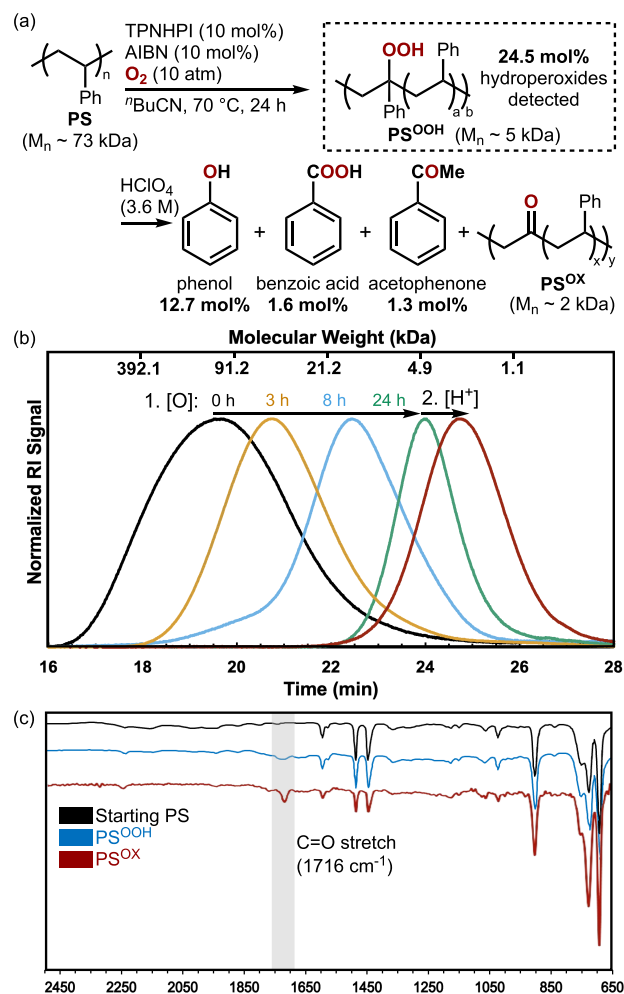 (a)
TPNHPI (10 mol%)
AIBN (10 mol%)
O2 (10 atm)
nBuCN, 70 °C, 24 h
n
Ph
PS
(Mn ~ 73 kDa)
OOH
Ph
Ph
a
b
PSOOH (Mn ~ 5 kDa)
24.5 mol%
hydroperoxides
detected
HClO4
(3.6 M)
OH
+
COOH
+
COMe
+
O
Ph
x
y
phenol
12.7 mol%
benzoic acid
1.6 mol%
acetophenone
1.3 mol%
PSOX
(Mn ~ 2 kDa)
(b)
Molecular Weight (kDa)
392.1 91.2 21.2 4.9 1.1
1. [O]: 0 h 3 h 8 h 24 h 2. [H+]
Normalized RI Signal
16 18 20 22 24 26 28
Time (min)
(c)
Starting PS
PSOOH
PSOX
C=O stretch
(1716 cm-1)
2450 2250 2050 1850 1650 1450 1250 1050 850 650